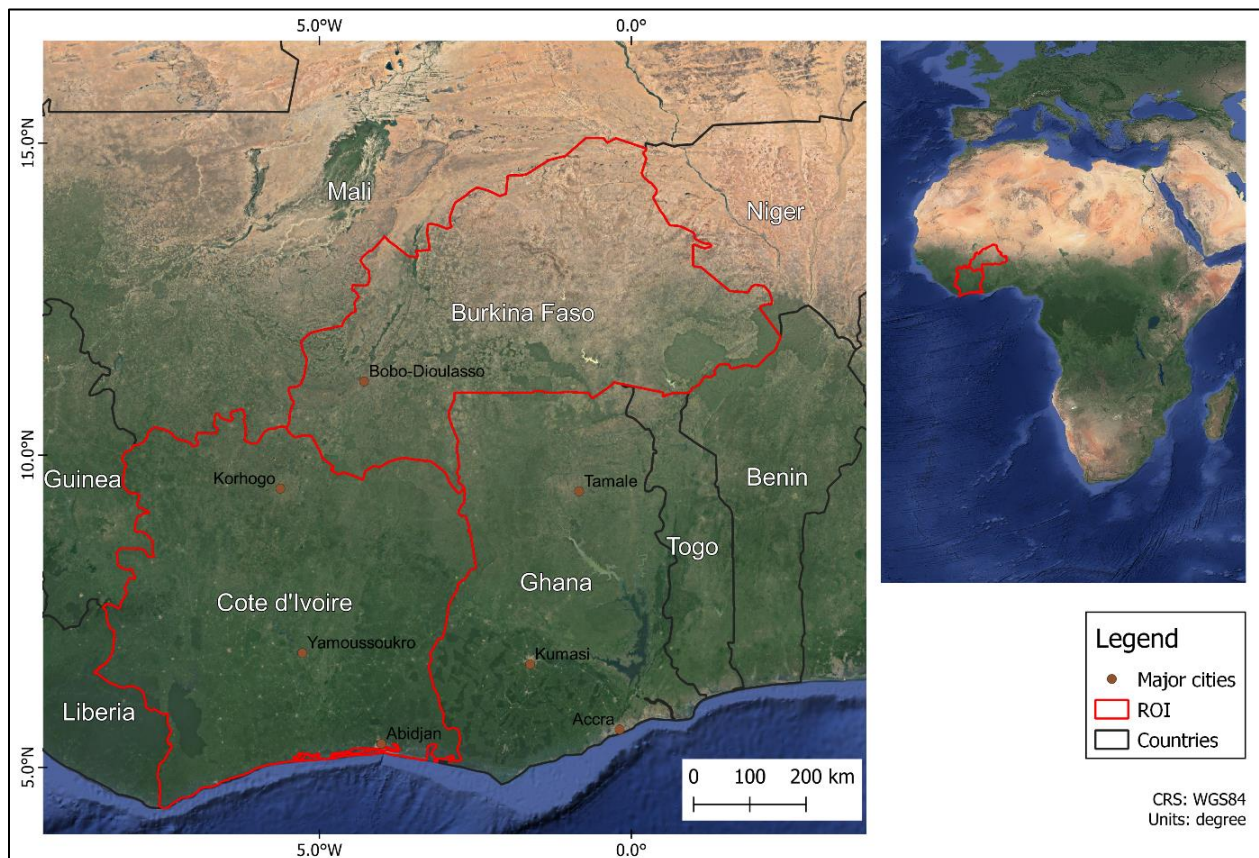 5.0°W
0.0°
15.0°N
Mali
Niger
Burkina Faso
Bobo-Dioulasso
10.0°N
Guinea
Korhogo
Tamale
Benin
Togo
Ghana
Cote d'Ivoire
Yamoussoukro
Kumasi
Liberia
Accra
Abidjan
5.0°N
0 100 200 km
5.0°W
0.0°
Legend
Major cities
ROI
Countries
CRS: WGS84
Units: degree